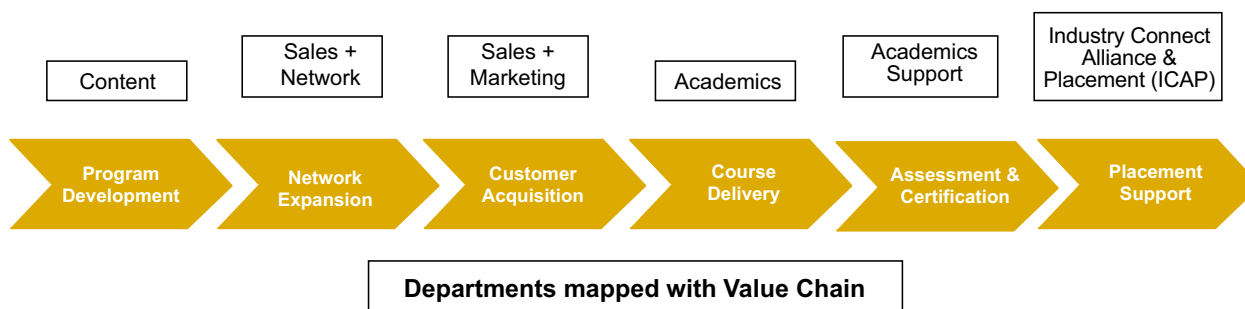 Content
Sales +
Network
Sales +
Marketing
Academics
Academics
Support
Industry Connect
Alliance &
Placement (ICAP)
Program
Development
Network
Expansion
Customer
Acquisition
Course
Delivery
Assessment &
Certification
Placement
Support
Departments mapped with Value Chain